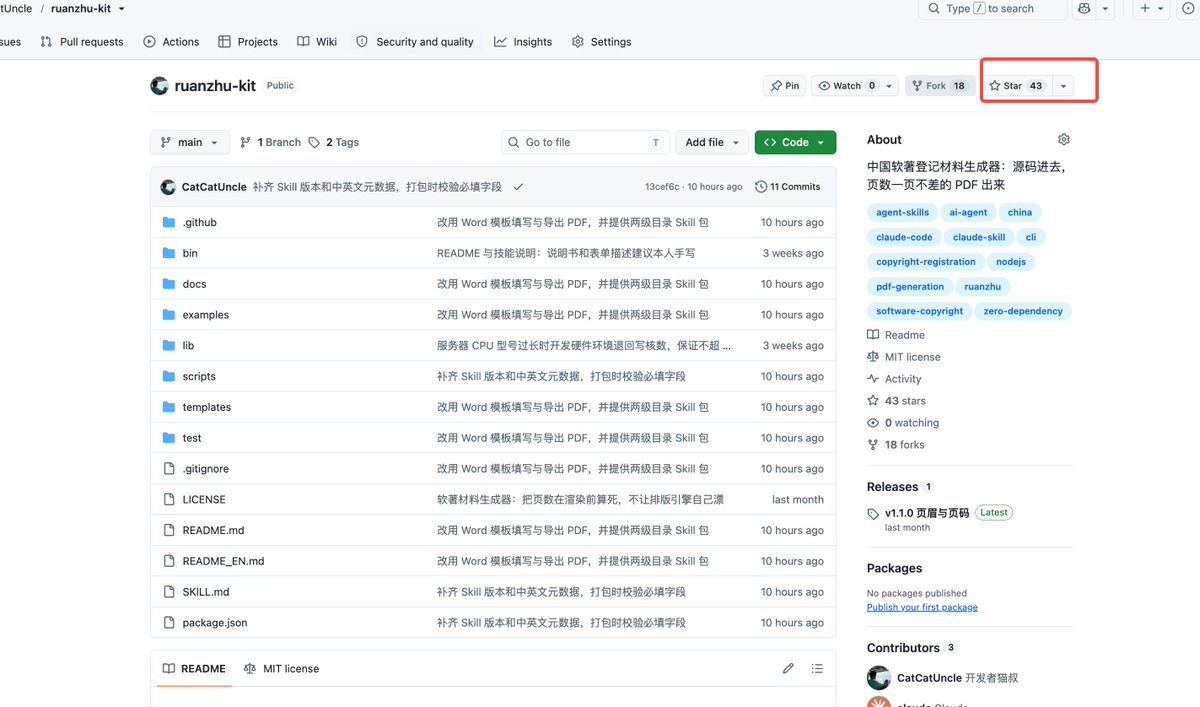 tUncle / ruanzhu-kit
Type / to search
sues Pull requests Actions Projects Wiki Security and quality Insights Settings
ruanzhu-kit Public
Pin Watch 0 Fork 18 Star 43
main 1 Branch 2 Tags Go to file T Add file Code
CatCatUncle 补齐 Skill 版本和中英文元数据，打包时校验必填字段 13cef6c · 10 hours ago 11 Commits
.github 改用 Word 模板填写与导出 PDF，并提供两级目录 Skill 包 10 hours ago
bin README 与技能说明：说明书和表单描述建议本人手写 3 weeks ago
docs 改用 Word 模板填写与导出 PDF，并提供两级目录 Skill 包 10 hours ago
examples 改用 Word 模板填写与导出 PDF，并提供两级目录 Skill 包 10 hours ago
lib 服务器 CPU 型号过长时开发硬件环境退回写核数，保证不超 ... 3 weeks ago
scripts 补齐 Skill 版本和中英文元数据，打包时校验必填字段 10 hours ago
templates 改用 Word 模板填写与导出 PDF，并提供两级目录 Skill 包 10 hours ago
test 改用 Word 模板填写与导出 PDF，并提供两级目录 Skill 包 10 hours ago
.gitignore 改用 Word 模板填写与导出 PDF，并提供两级目录 Skill 包 10 hours ago
LICENSE 软著材料生成器：把页数在渲染前算死，不让排版引擎自己漂 last month
README.md 改用 Word 模板填写与导出 PDF，并提供两级目录 Skill 包 10 hours ago
README_EN.md 改用 Word 模板填写与导出 PDF，并提供两级目录 Skill 包 10 hours ago
SKILL.md 补齐 Skill 版本和中英文元数据，打包时校验必填字段 10 hours ago
package.json 补齐 Skill 版本和中英文元数据，打包时校验必填字段 10 hours ago
README MIT license
About
中国软著登记材料生成器：源码进去，
页数一页不差的 PDF 出来
agent-skills ai-agent china
claude-code claude-skill cli
copyright-registration nodejs
pdf-generation ruanzhu
software-copyright zero-dependency
Readme
MIT license
Activity
43 stars
0 watching
18 forks
Releases 1
v1.1.0 页眉与页码 Latest
last month
Packages
No packages published
Publish your first package
Contributors 3
CatCatUncle 开发者猫叔
claude Claude